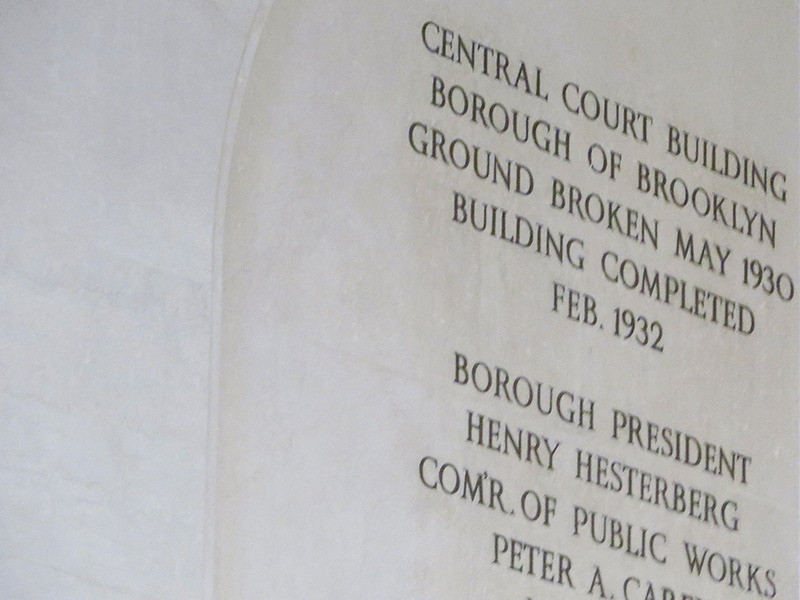 CENTRAL COURT BUILDING
BOROUGH OF BROOKLYN
GROUND BROKEN MAY 1930
BUILDING COMPLETED
FEB. 1932
BOROUGH PRESIDENT
HENRY HESTERBERG
COM'R. OF PUBLIC WORKS
PETER A.